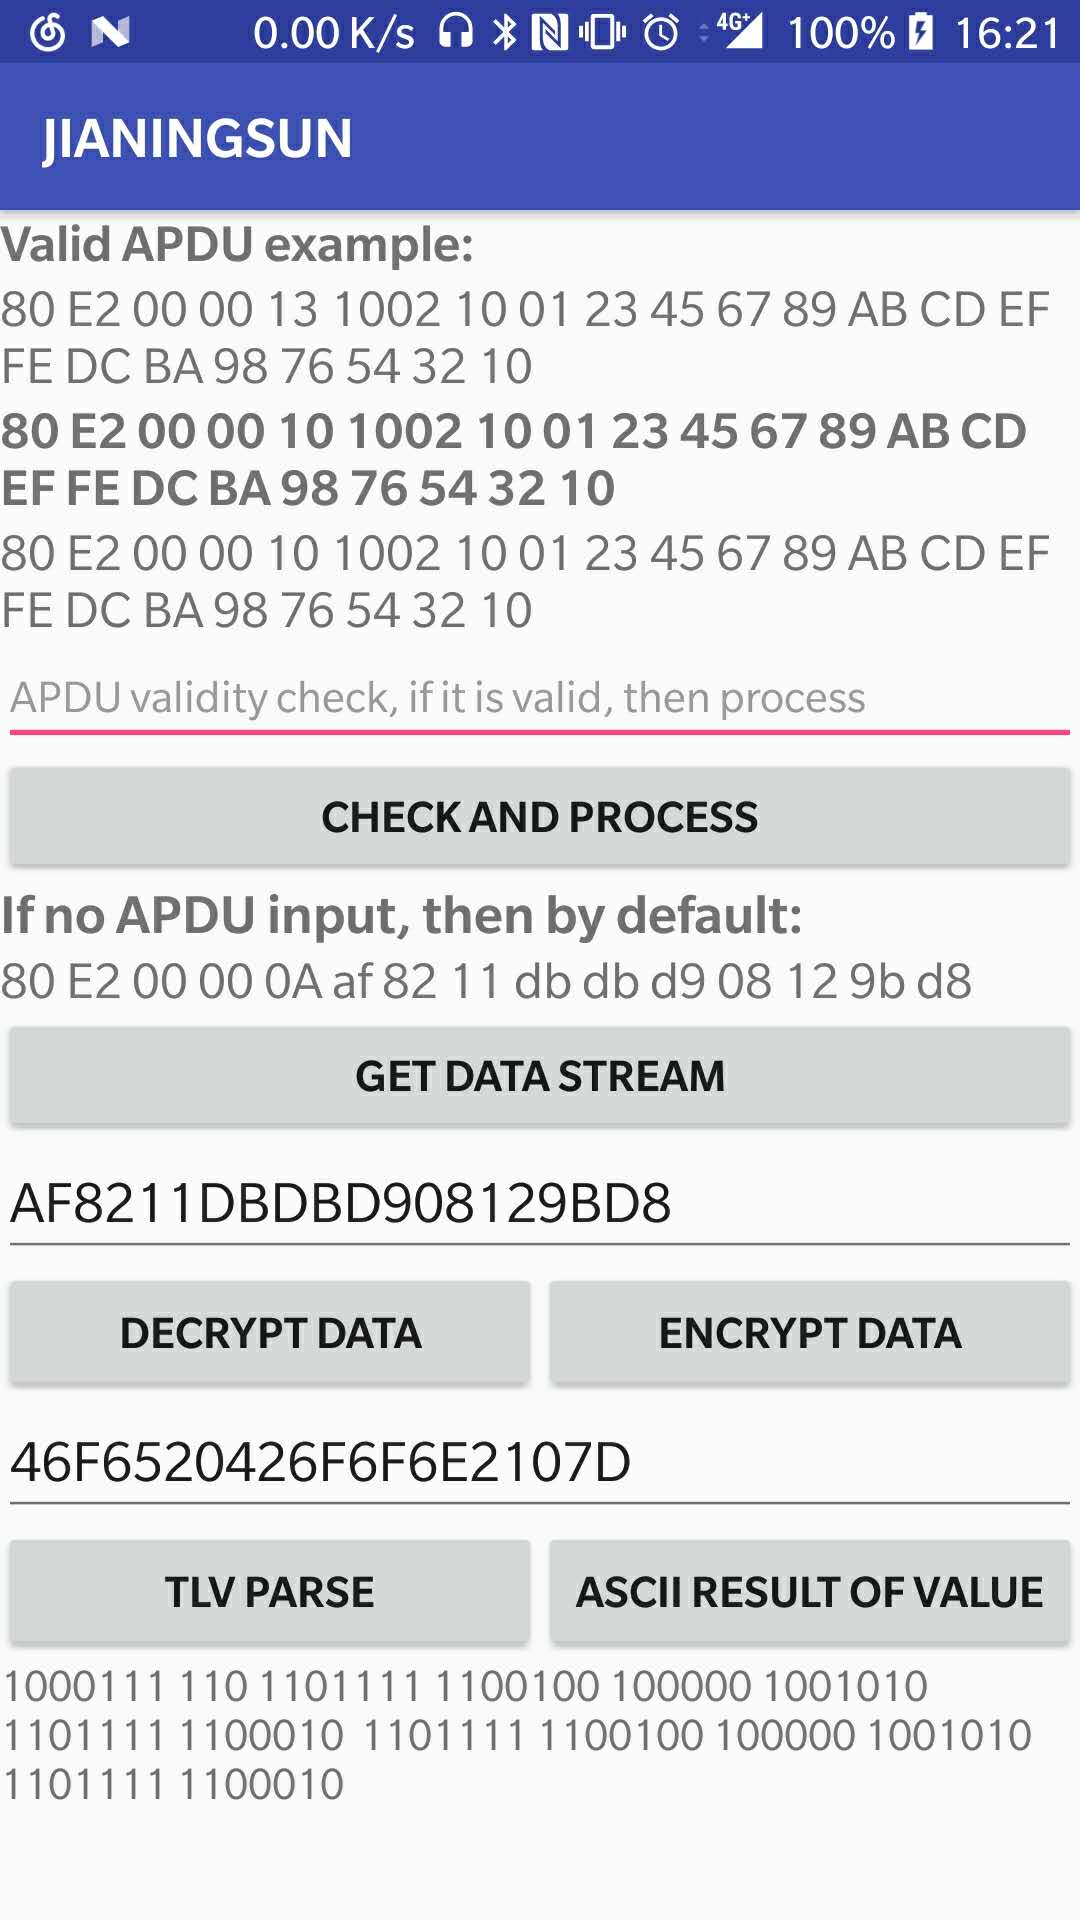 0.00 K/s 4G+ 100% 16:21
JIANINGSUN
Valid APDU example:
80 E2 00 00 13 1002 10 01 23 45 67 89 AB CD EF
FE DC BA 98 76 54 32 10
80 E2 00 00 10 1002 10 01 23 45 67 89 AB CD
EF FE DC BA 98 76 54 32 10
80 E2 00 00 10 1002 10 01 23 45 67 89 AB CD EF
FE DC BA 98 76 54 32 10
APDU validity check, if it is valid, then process
CHECK AND PROCESS
If no APDU input, then by default:
80 E2 00 00 0A af 82 11 db db d9 08 12 9b d8
GET DATA STREAM
AF8211DBDBD908129BD8
DECRYPT DATA ENCRYPT DATA
46F6520426F6F6E2107D
TLV PARSE ASCII RESULT OF VALUE
1000111 110 1101111 1100100 100000 1001010
1101111 1100010 1101111 1100100 100000 1001010
1101111 1100010